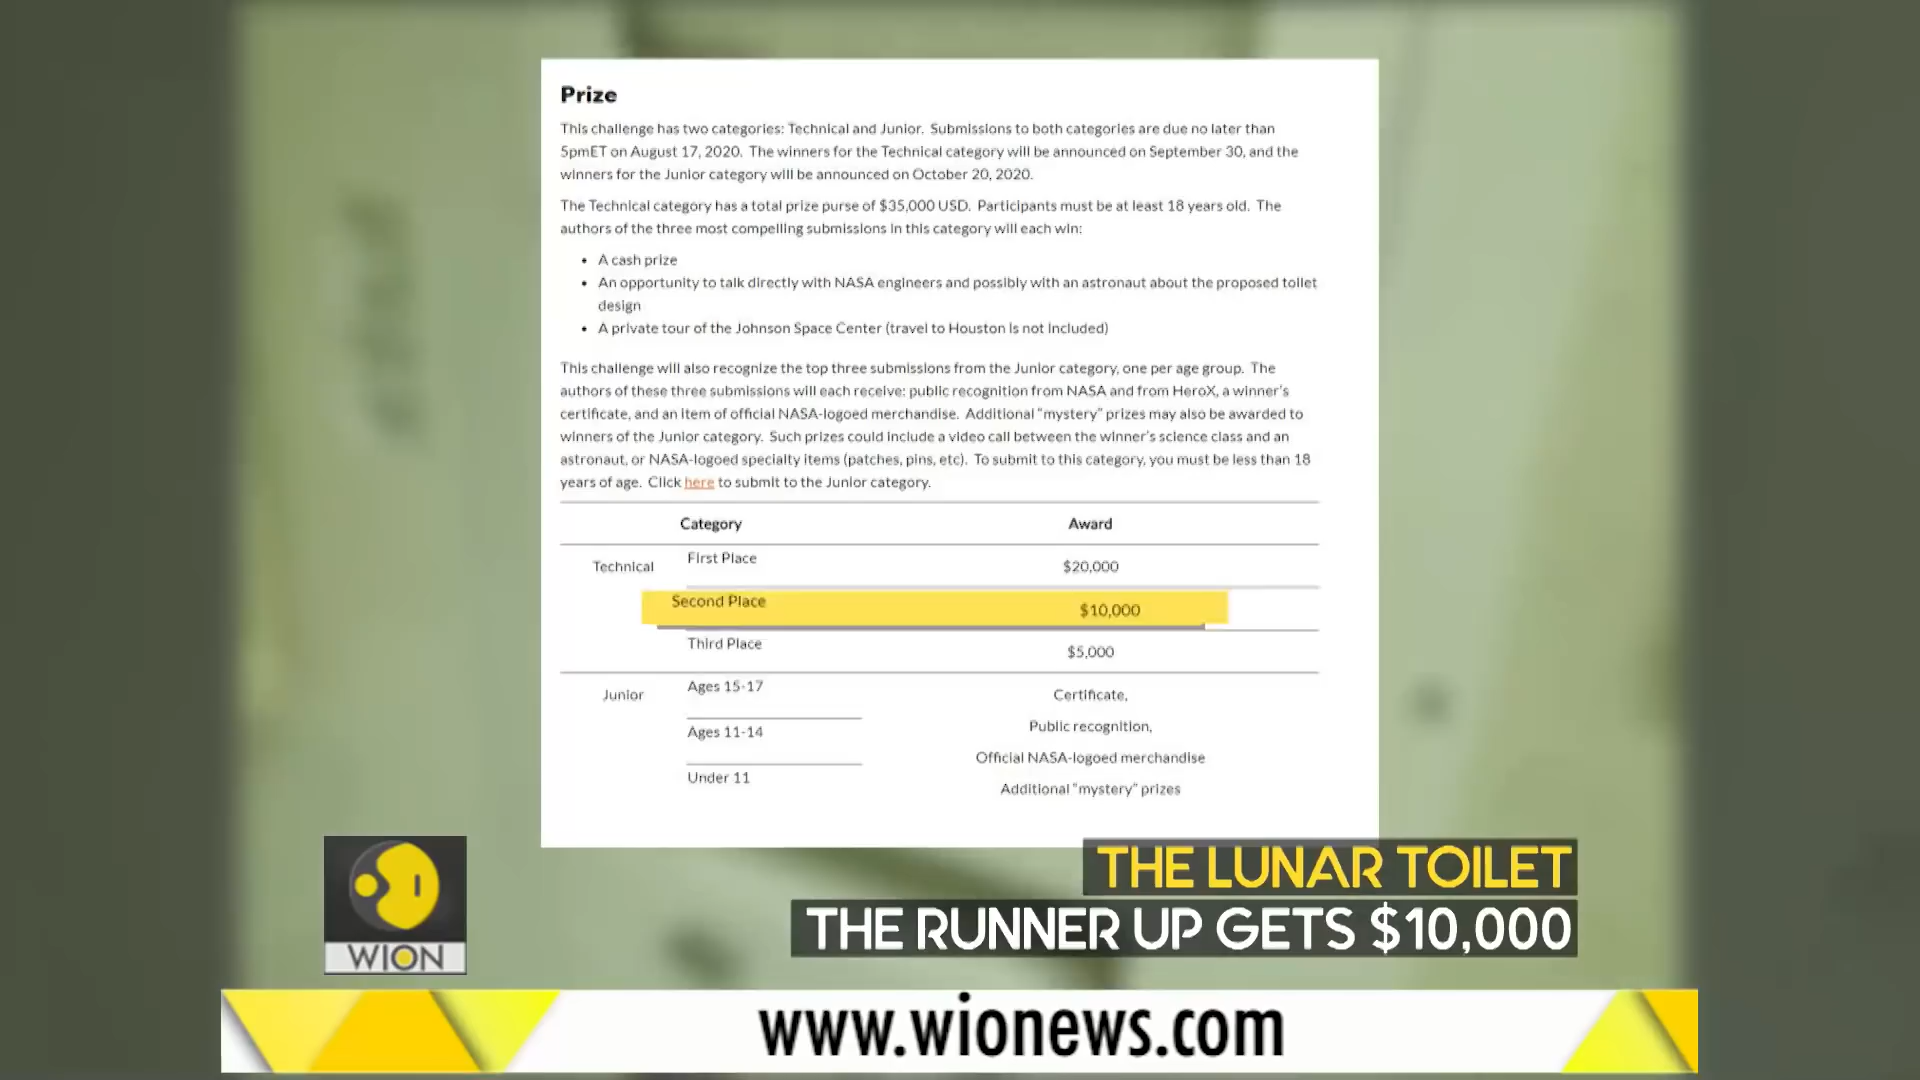 Prize
This challenge has two categories: Technical and Junior. Submissions to both categories are due no later than
5pmET on August 17, 2020. The winners for the Technical category will be announced on September 30, and the
winners for the Junior category will be announced on October 20, 2020.
The Technical category has a total prize purse of $35,000 USD. Participants must be at least 18 years old. The
authors of the three most compelling submissions in this category will each win:
• A cash prize
• An opportunity to talk directly with NASA engineers and possibly with an astronaut about the proposed toilet
design
• A private tour of the Johnson Space Center (travel to Houston is not included)
This challenge will also recognize the top three submissions from the Junior category, one per age group. The
authors of these three submissions will each receive: public recognition from NASA and from HeroX, a winner's
certificate, and an item of official NASA-logoed merchandise. Additional "mystery" prizes may also be awarded to
winners of the Junior category. Such prizes could include a video call between the winner's science class and an
astronaut, or NASA-logoed specialty items (patches, pins, etc). To submit to this category, you must be less than 18
years of age. Click here to submit to the Junior category.
Category Award
Technical First Place $20,000
Second Place $10,000
Third Place $5,000
Junior Ages 15-17 Certificate,
Public recognition,
Ages 11-14
Official NASA-logoed merchandise
Under 11
Additional "mystery" prizes
THE LUNAR TOILET
THE RUNNER UP GETS $10,000
WION
www.wionews.com